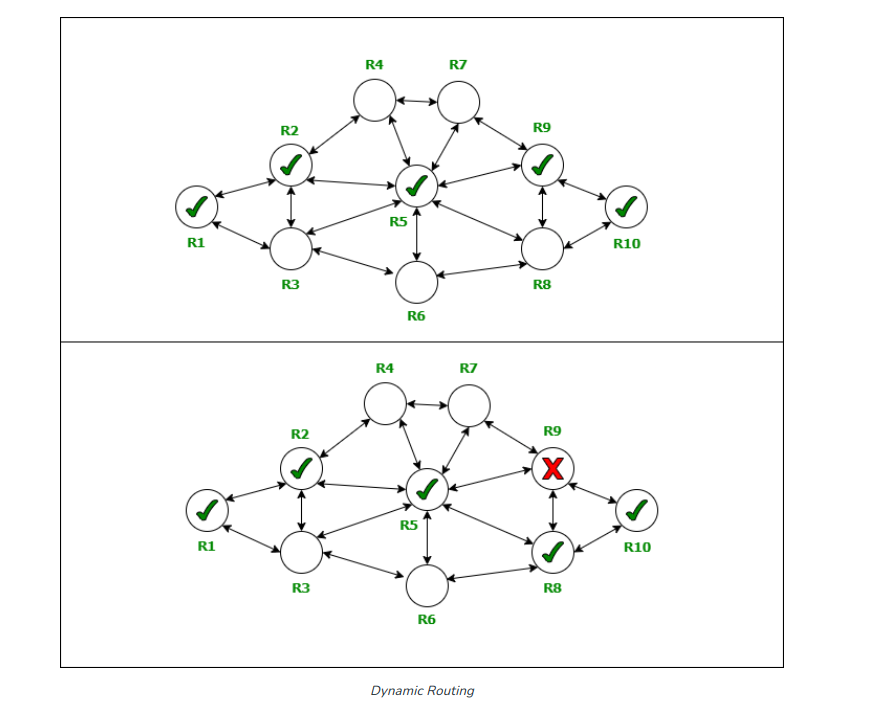 R4 R7
R2 R9
R1 R5 R10
R3 R8
R6
R4 R7
R2 R9
X
R5
R1 R10
R3 R8
R6
Dynamic Routing